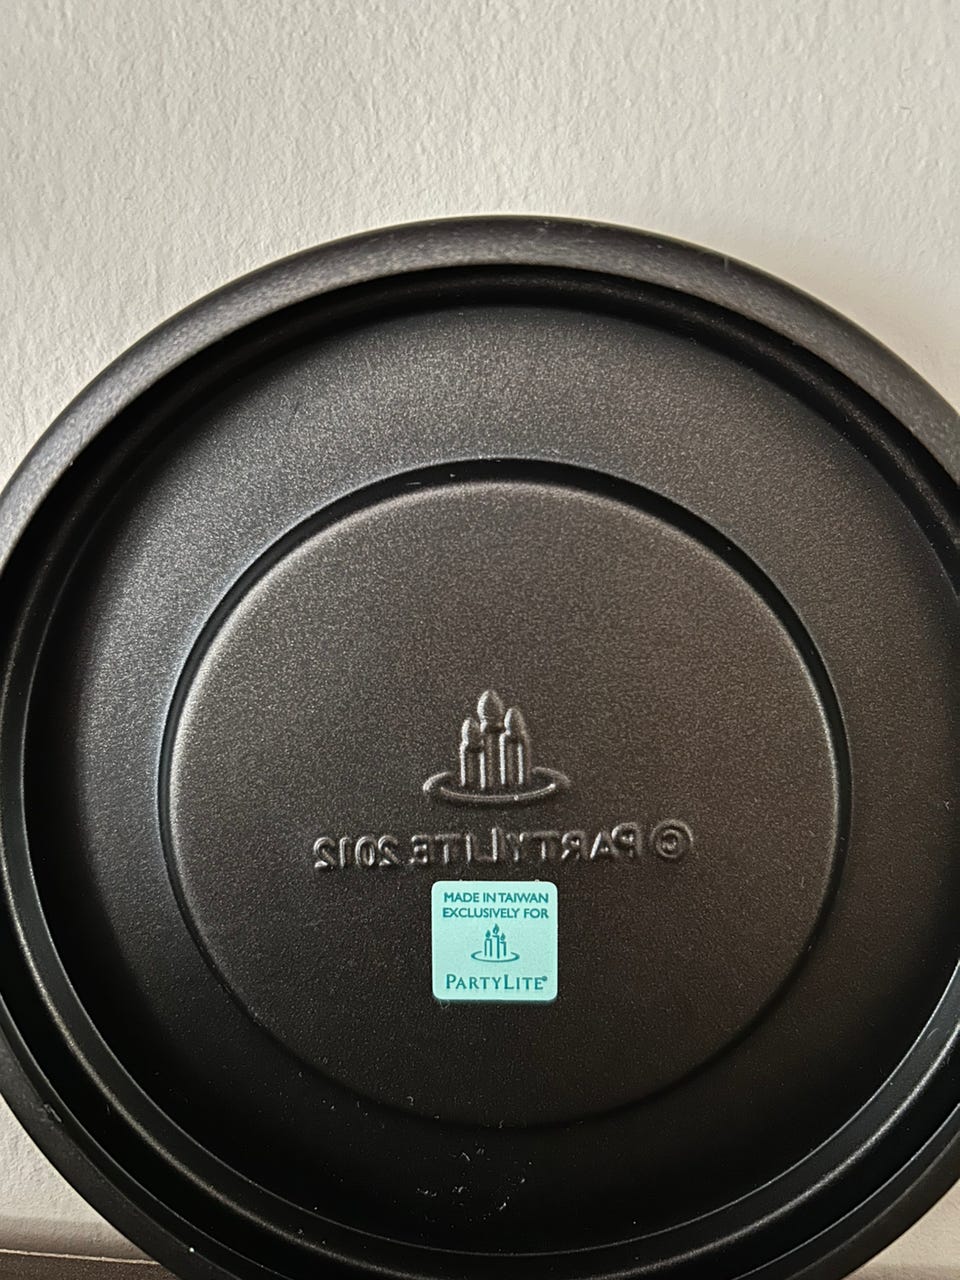 © PARTYLITE 2012
MADE IN TAIWAN
EXCLUSIVELY FOR
PARTYLITE®